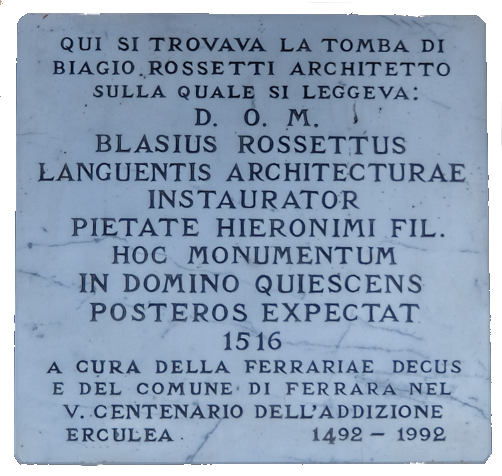 QUI SI TROVAVA LA TOMBA DI
BIAGIO ROSSETTI ARCHITETTO
SULLA QUALE SI LEGGEVA:
D. O. M.
BLASIUS ROSSETTUS
LANGUENTIS ARCHITECTURAE
INSTAURATOR
PIETATE HIERONIMI FIL.
HOC MONUMENTUM
IN DOMINO QUIESCENS
POSTEROS EXPECTAT
1516
A CURA DELLA FERRARIAE DECUS
E DEL COMUNE DI FERRARA NEL
V. CENTENARIO DELL'ADDIZIONE
ERCULEA 1492 - 1992